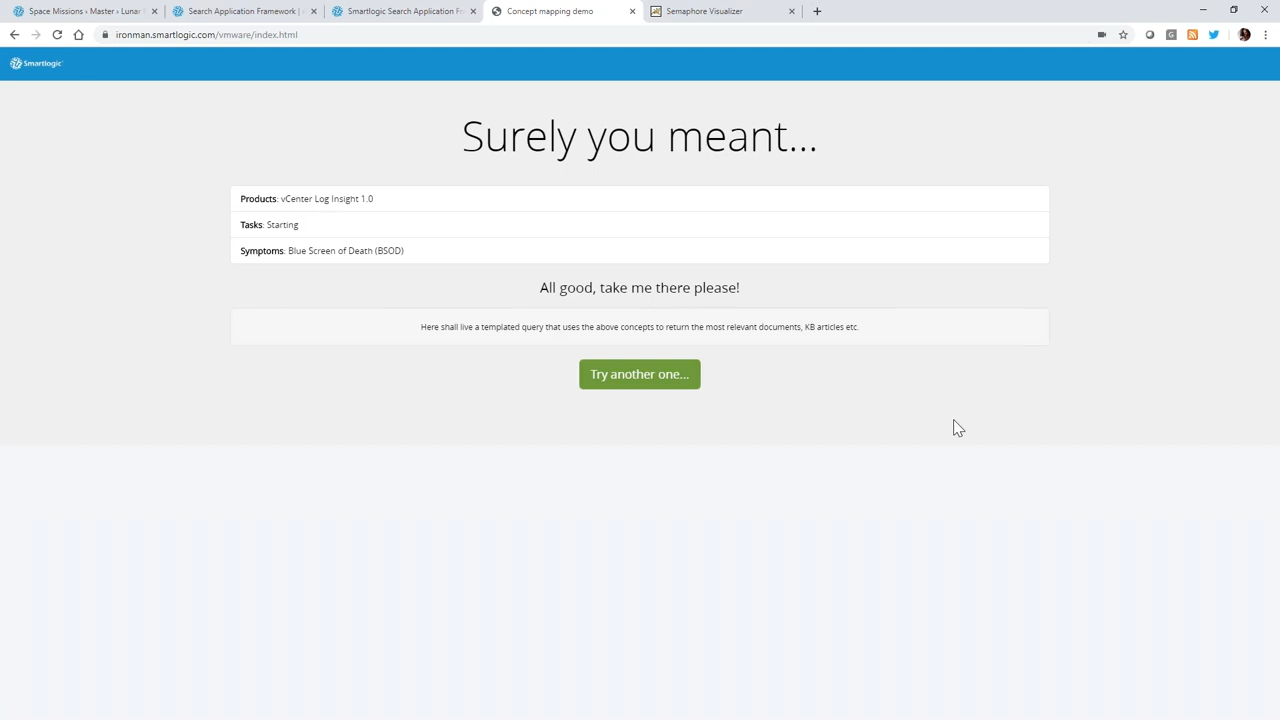 Space Missions › Master › Lunar
Search Application Framework |
Smartlogic Search Application Fr
Concept mapping demo
Semaphore Visualizer
ironman.smartlogic.com/vmware/index.html
Smartlogic
Surely you meant...
Products: vCenter Log Insight 1.0
Tasks: Starting
Symptoms: Blue Screen of Death (BSOD)
All good, take me there please!
Here shall live a templated query that uses the above concepts to return the most relevant documents, KB articles etc.
Try another one...